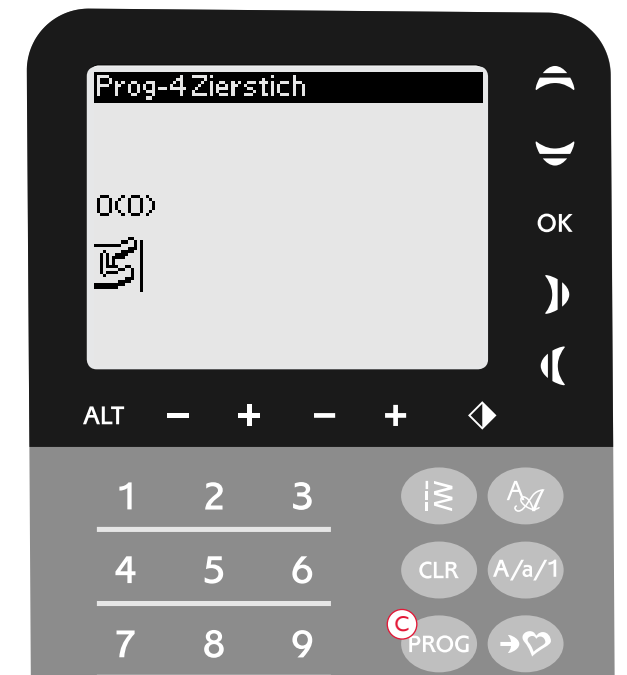 Prog-4 Zierstich
0(0)
OK
ALT - + - +
1 2 3
4 5 6 CLR A/a/1
C
7 8 9 PROG